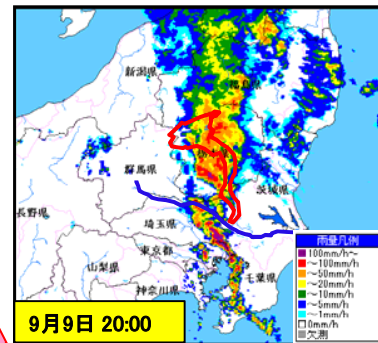 新潟県
福島県
群馬県
茨城県
長野県
埼玉県
東京都
山梨県
神奈川県
千葉県
9月9日 20:00
雨量凡例
100mm/h~
~100mm/h
~50mm/h
~20mm/h
~10mm/h
~5mm/h
~1mm/h
0mm/h
欠測